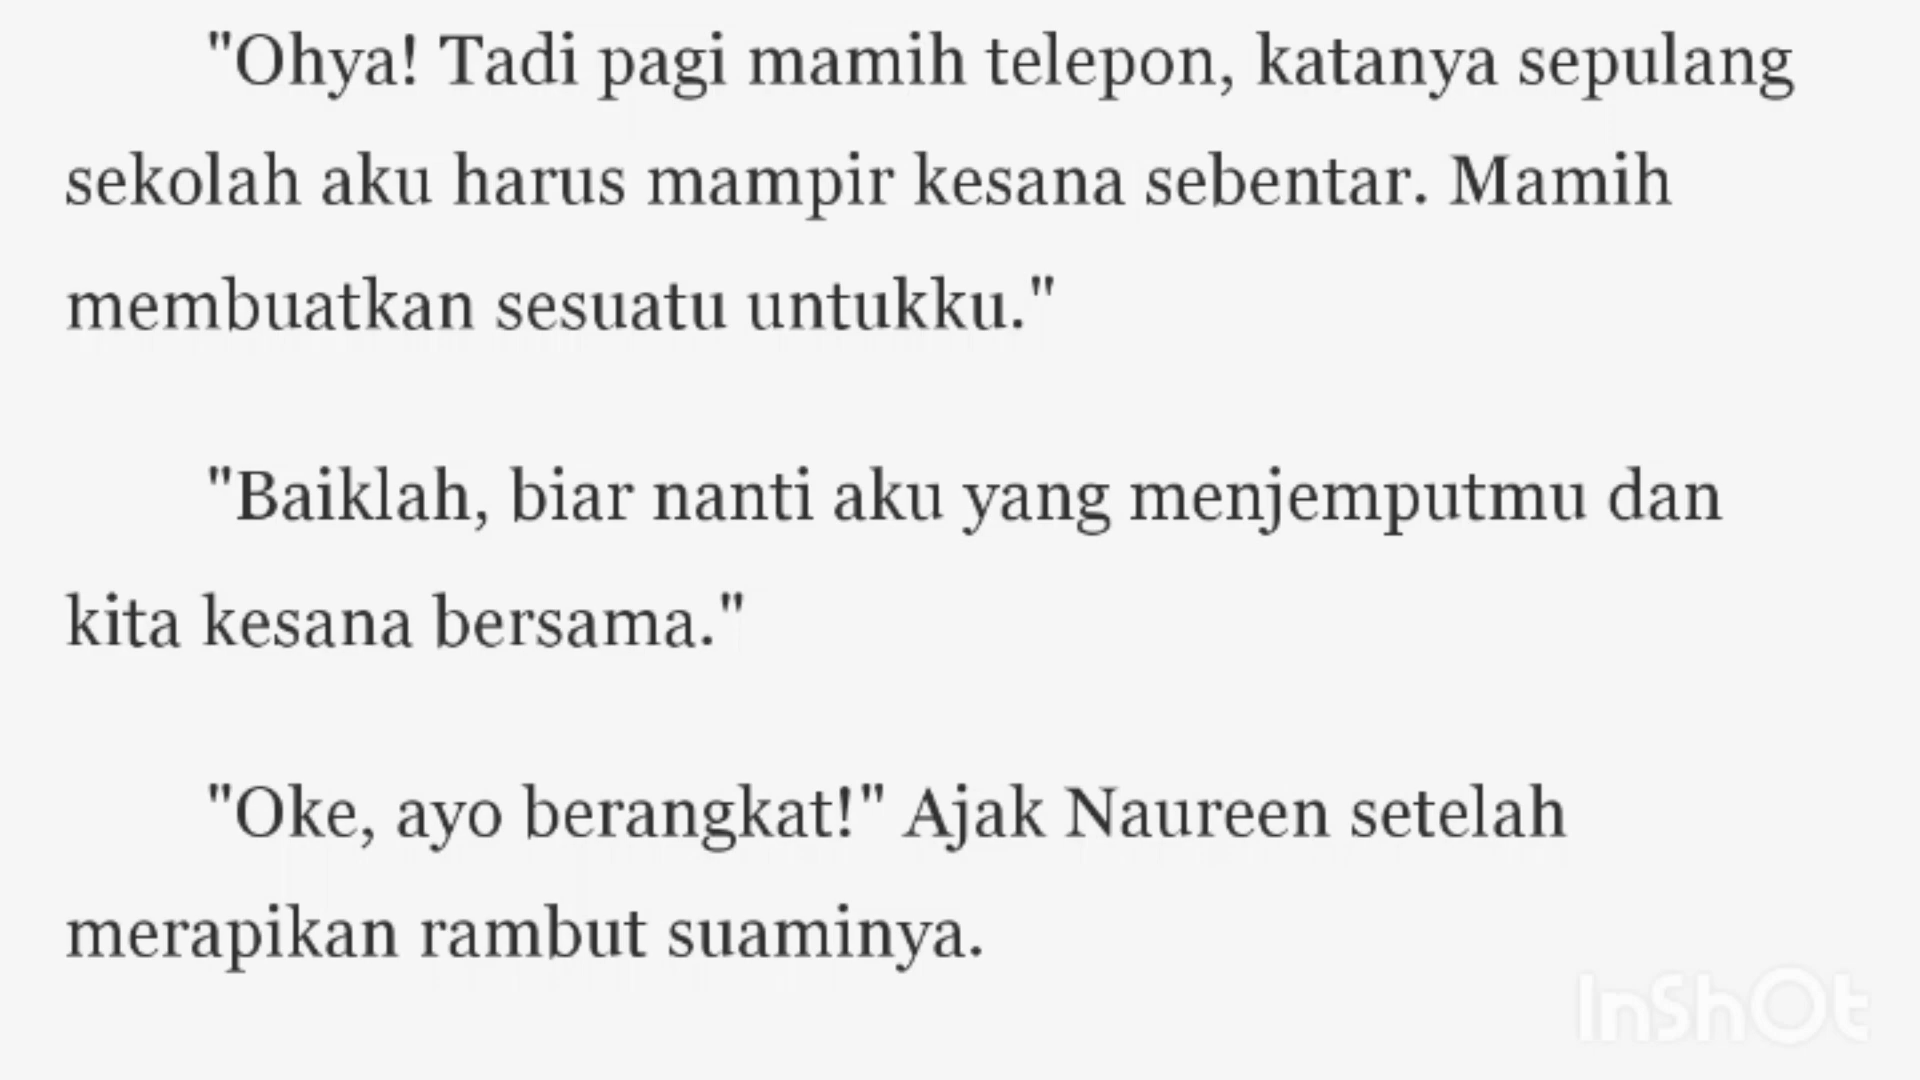 "Ohya! Tadi pagi mamih telepon, katanya sepulang
sekolah aku harus mampir kesana sebentar. Mamih
membuatkan sesuatu untukku."
"Baiklah, biar nanti aku yang menjemputmu dan
kita kesana bersama."
"Oke, ayo berangkat!" Ajak Naureen setelah
merapikan rambut suaminya.
InShOt